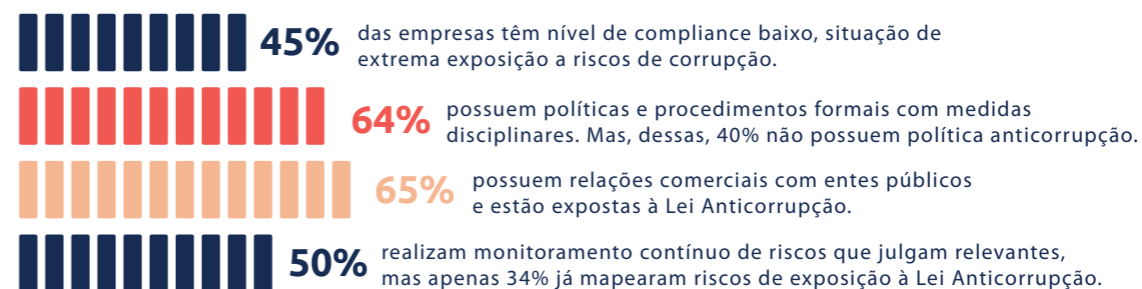 45%
das empresas têm nível de compliance baixo, situação de
extrema exposição a riscos de corrupção.
64%
possuem políticas e procedimentos formais com medidas
disciplinares. Mas, dessas, 40% não possuem política anticorrupção.
65%
possuem relações comerciais com entes públicos
e estão expostas à Lei Anticorrupção.
50%
realizam monitoramento contínuo de riscos que julgam relevantes,
mas apenas 34% já mapearam riscos de exposição à Lei Anticorrupção.